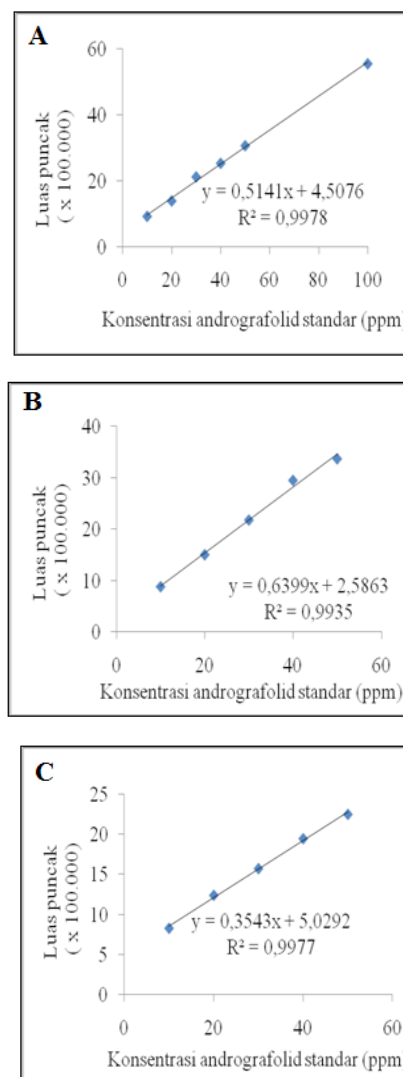 A
60
40
20
0
Luas puncak
( x 100.000)
y = 0,5141x + 4,5076
R² = 0,9978
0 20 40 60 80 100
Konsentrasi andrografolid standar (ppm)
B
40
30
20
10
0
Luas puncak
( x 100.000)
y = 0,6399x + 2,5863
R² = 0,9935
0 20 40 60
Konsentrasi andrografolid standar (ppm)
C
25
20
15
10
5
0
Luas puncak
( x 100.000)
y = 0,3543x + 5,0292
R² = 0,9977
0 20 40 60
Konsentrasi andrografolid standar (ppm